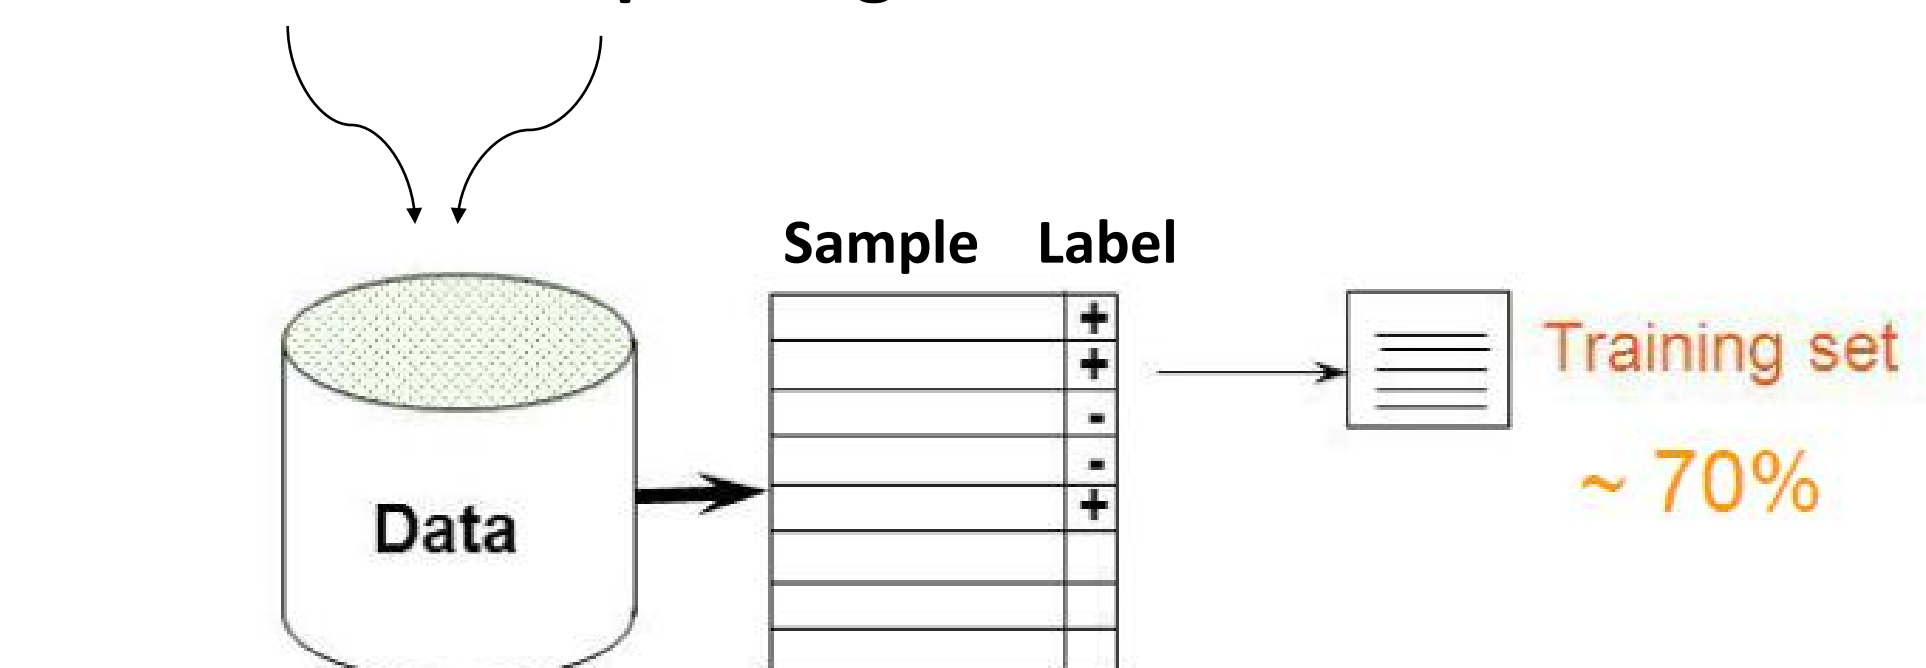 Sample Label
+
+
-
-
+
Training set
~ 70%
Data